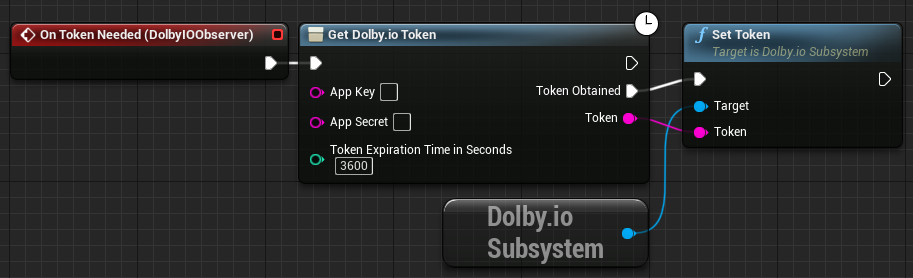 On Token Needed (DolbyIOObserver)
Get Dolby.io Token
App Key
App Secret
Token Expiration Time in Seconds
3600
Token Obtained
Token
Set Token
Target is Dolby.io Subsystem
Target
Token
Dolby.io
Subsystem